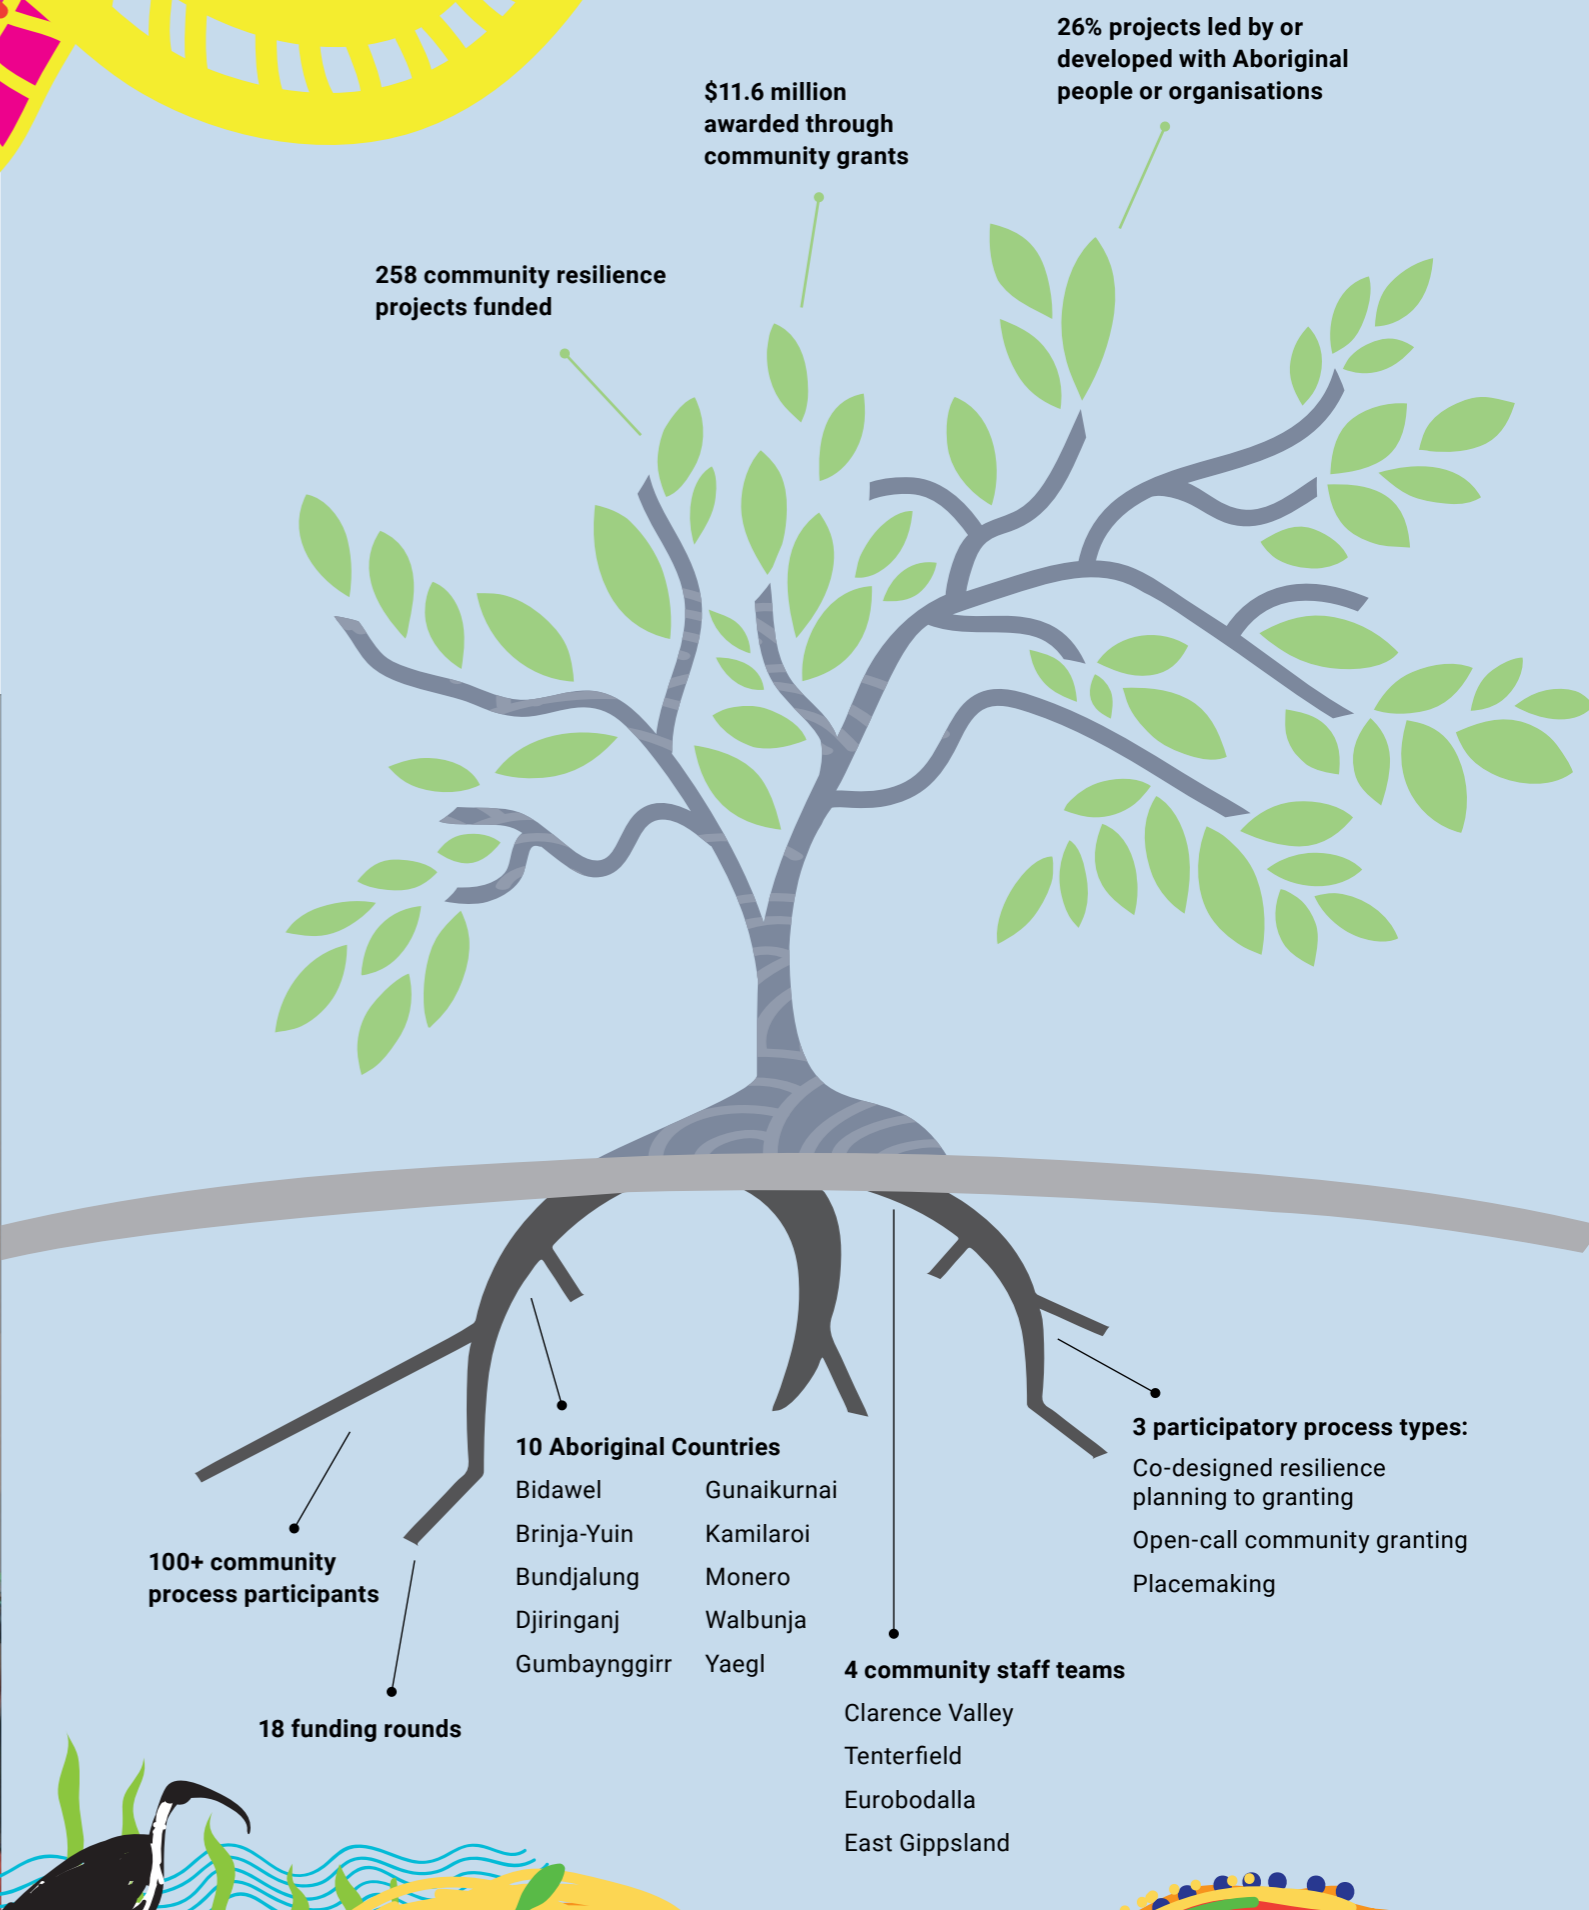 26% projects led by or
developed with Aboriginal
people or organisations
$11.6 million
awarded through
community grants
258 community resilience
projects funded
10 Aboriginal Countries
Bidawel
Brinja-Yuin
Bundjalung
Djiringanj
Gumbaynggirr
Gunaikurnai
Kamilaroi
Monero
Walbunja
Yaegl
3 participatory process types:
Co-designed resilience
planning to granting
Open-call community granting
Placemaking
100+ community
process participants
18 funding rounds
4 community staff teams
Clarence Valley
Tenterfield
Eurobodalla
East Gippsland